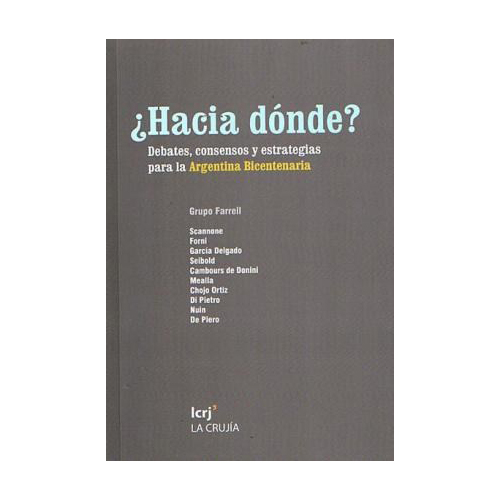 ¿Hacia dónde?
Debates, consensos y estrategias
para la Argentina Bicentenaria
Grupo Farrell
Scannone
Forni
García Delgado
Seibold
Cambours de Donini
Mealla
Chojo Ortiz
Di Pietro
Nuin
De Piero
lcrj'
LA CRUJÍA